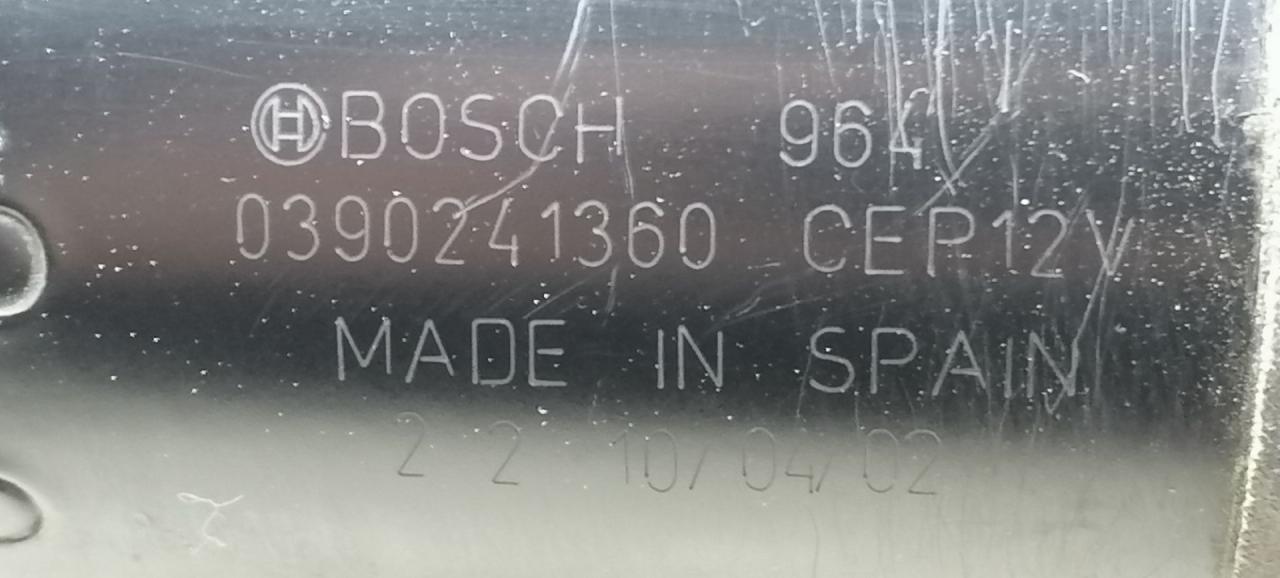 BOSCH 964
0390241360 CEP12V
MADE IN SPAIN
2 2 10/04/02